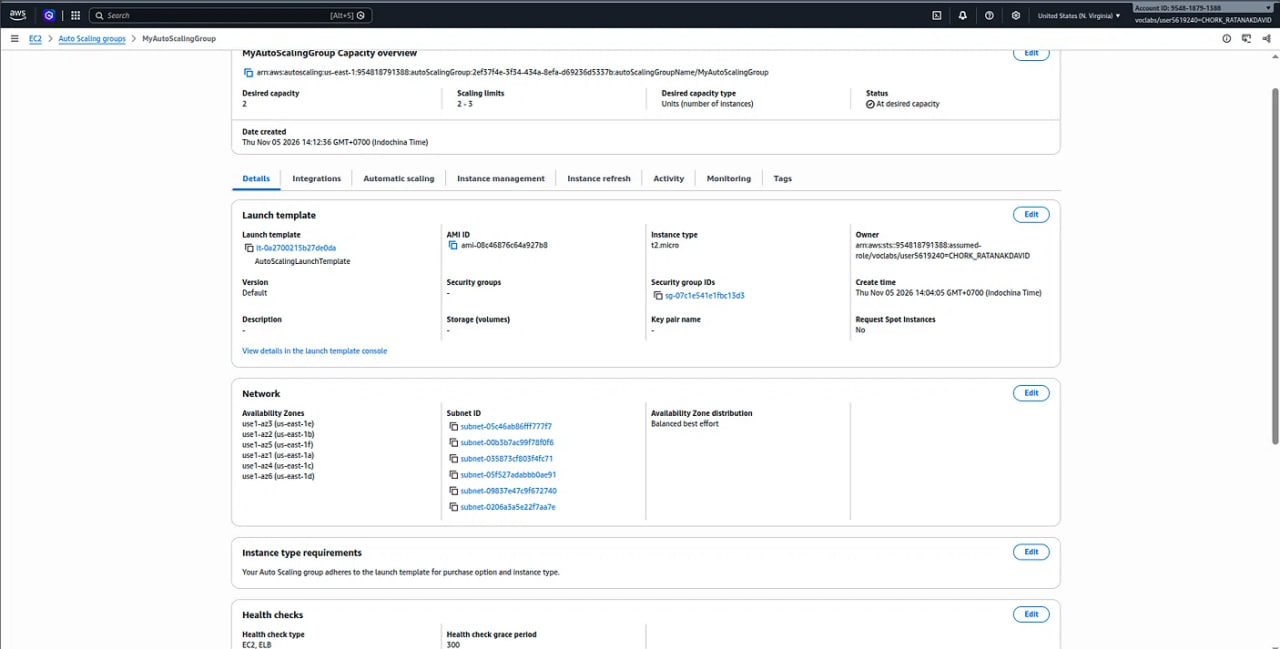 aws
Search [Alt+S]
United States (N. Virginia)
Account ID: 9548-1879-1388
voclabs/user5619240=CHORK_RATANAKDAVID
EC2 > Auto Scaling groups > MyAutoScalingGroup
MyAutoScalingGroup Capacity overview
Edit
arn:aws:autoscaling:us-east-1:954818791388:autoScalingGroup:2ef37f4e-3f34-434a-8efa-d69236d5337b:autoScalingGroupName/MyAutoScalingGroup
Desired capacity
2
Scaling limits
2 - 3
Desired capacity type
Units (number of instances)
Status
At desired capacity
Date created
Thu Nov 05 2026 14:12:36 GMT+0700 (Indochina Time)
Details Integrations Automatic scaling Instance management Instance refresh Activity Monitoring Tags
Launch template
Edit
Launch template
lt-0a2700215b27de0da
AutoScalingLaunchTemplate
AMI ID
ami-08c46876c64a927b8
Instance type
t2.micro
Owner
arn:aws:sts::954818791388:assumed-
role/voclabs/user5619240=CHORK_RATANAKDAVID
Version
Default
Security groups
-
Security group IDs
sg-07c1e541e1fbc13d3
Create time
Thu Nov 05 2026 14:04:05 GMT+0700 (Indochina Time)
Description
-
Storage (volumes)
-
Key pair name
-
Request Spot Instances
No
View details in the launch template console
Network
Edit
Availability Zones
use1-az3 (us-east-1e)
use1-az2 (us-east-1b)
use1-az5 (us-east-1f)
use1-az1 (us-east-1a)
use1-az4 (us-east-1c)
use1-az6 (us-east-1d)
Subnet ID
subnet-05c46ab86fff777f7
subnet-00b3b7ac99f78f0f6
subnet-035873cf803f4fc71
subnet-05f527adabbb0ae91
subnet-09837e47c9f672740
subnet-0206a3a5e22f7aa7e
Availability Zone distribution
Balanced best effort
Instance type requirements
Edit
Your Auto Scaling group adheres to the launch template for purchase option and instance type.
Health checks
Edit
Health check type
EC2, ELB
Health check grace period
300